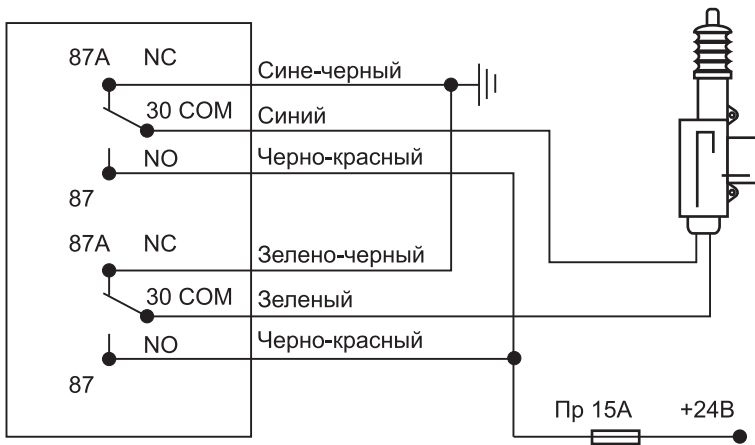 87A NC
Сине-черный
30 COM
Синий
NO
Черно-красный
87
87A NC
Зелено-черный
30 COM
Зеленый
NO
Черно-красный
87
Пр 15А +24В